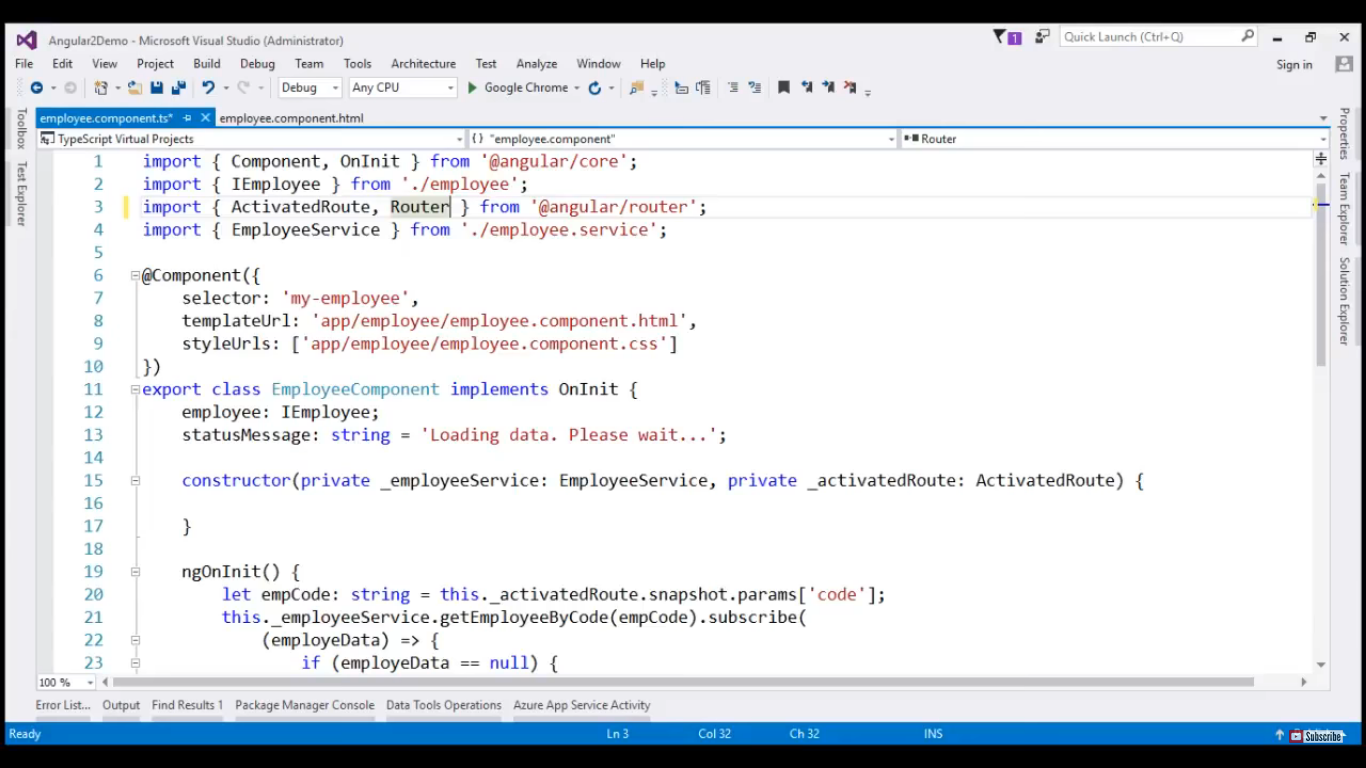 Angular2Demo - Microsoft Visual Studio (Administrator)
1
Quick Launch (Ctrl+Q)
File Edit View Project Build Debug Team Tools Architecture Test Analyze Window Help
Sign in
Debug Any CPU Google Chrome
employee.component.ts* employee.component.html
TypeScript Virtual Projects {} "employee.component" Router
Toolbox
Test Explorer
1 import { Component, OnInit } from '@angular/core';
2 import { IEmployee } from './employee';
3 import { ActivatedRoute, Router } from '@angular/router';
4 import { EmployeeService } from './employee.service';
5
6 @Component({
7 selector: 'my-employee',
8 templateUrl: 'app/employee/employee.component.html',
9 styleUrls: ['app/employee/employee.component.css']
10 })
11 export class EmployeeComponent implements OnInit {
12 employee: IEmployee;
13 statusMessage: string = 'Loading data. Please wait...';
14
15 constructor(private _employeeService: EmployeeService, private _activatedRoute: ActivatedRoute) {
16
17 }
18
19 ngOnInit() {
20 let empCode: string = this._activatedRoute.snapshot.params['code'];
21 this._employeeService.getEmployeeByCode(empCode).subscribe(
22 (employeData) => {
23 if (employeData == null) {
Properties
Team Explorer
Solution Explorer
100 %
Error List... Output Find Results 1 Package Manager Console Data Tools Operations Azure App Service Activity
Ready Ln 3 Col 32 Ch 32 INS
Subscribe